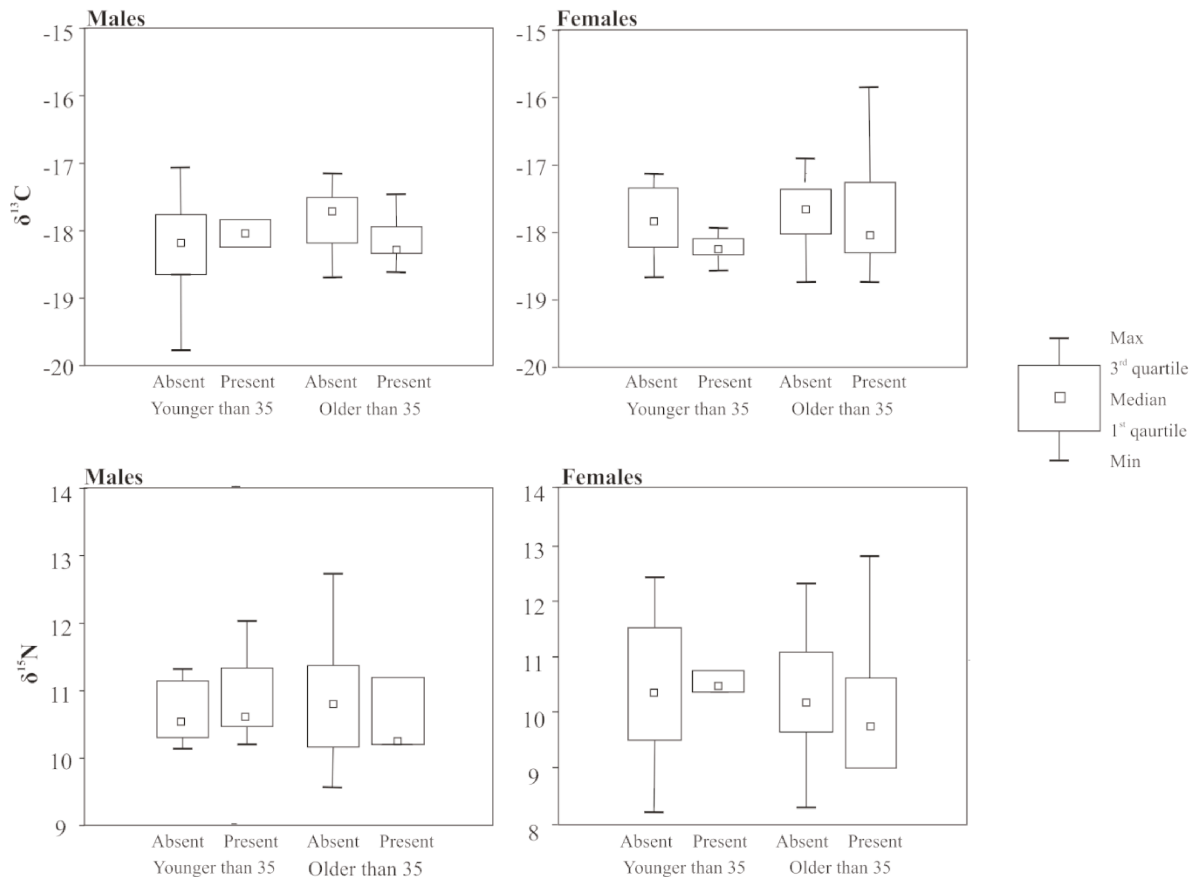 Males
-15
-16
-17
-18
-19
-20
δ¹³C
Absent Present Absent Present
Younger than 35 Older than 35
Females
-15
-16
-17
-18
-19
-20
Absent Present Absent Present
Younger than 35 Older than 35
Max
3rd quartile
Median
1st qaurtile
Min
Males
14
13
12
11
10
9
δ¹⁵N
Absent Present Absent Present
Younger than 35 Older than 35
Females
14
13
12
11
10
9
8
Absent Present Absent Present
Younger than 35 Older than 35